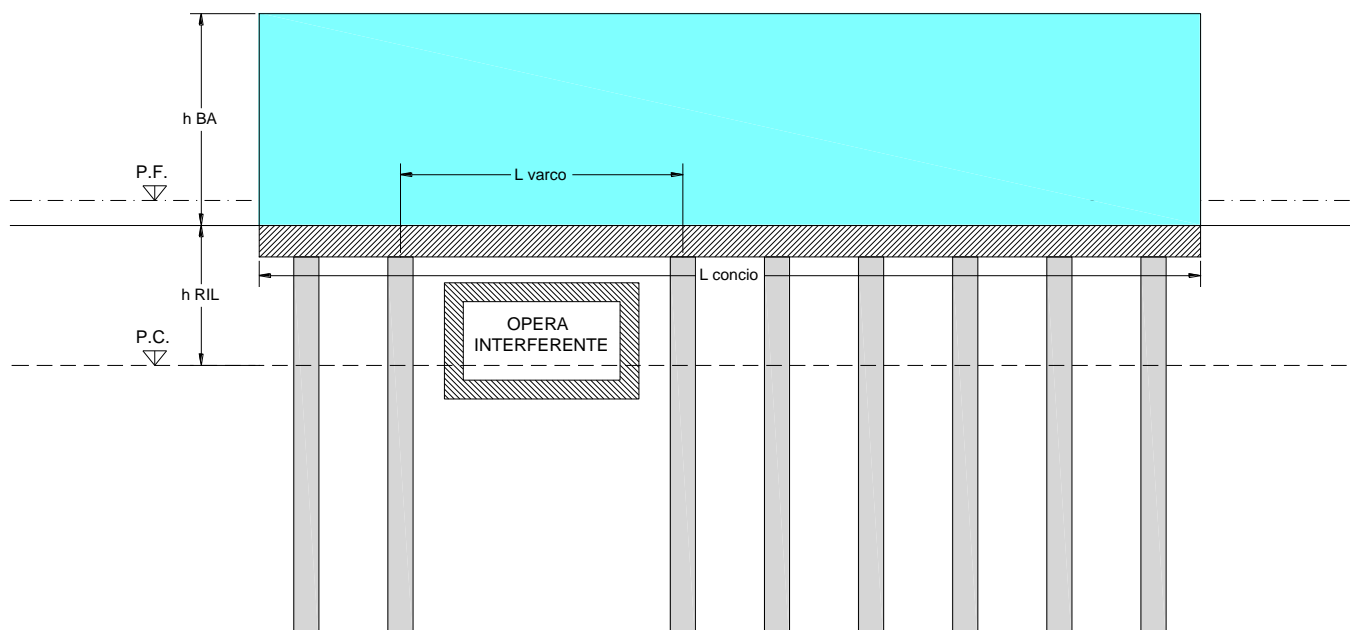 h BA
P.F.
L varco
L concio
h RIL
P.C.
OPERA
INTERFERENTE